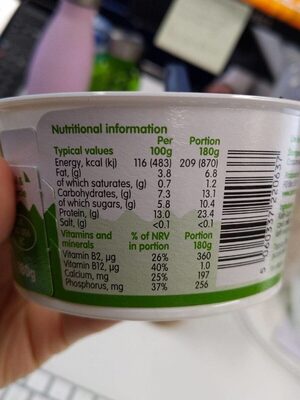 Nutritional information
Per Portion
Typical values 100g 180g
Energy, kcal (kj) 116 (483) 209 (870)
Fat, (g) 3.8 6.8
of which saturates, (g) 0.7 1.2
Carbohydrates, (g) 7.3 13.1
of which sugars, (g) 5.8 10.4
Protein, (g) 13.0 23.4
Salt, (g) <0.1 <0.1
Vitamins and % of NRV Portion
minerals in portion 180g
Vitamin B2, µg 26% 360
Vitamin B12, µg 40% 1.0
Calcium, mg 25% 197
Phosphorus, mg 37% 256